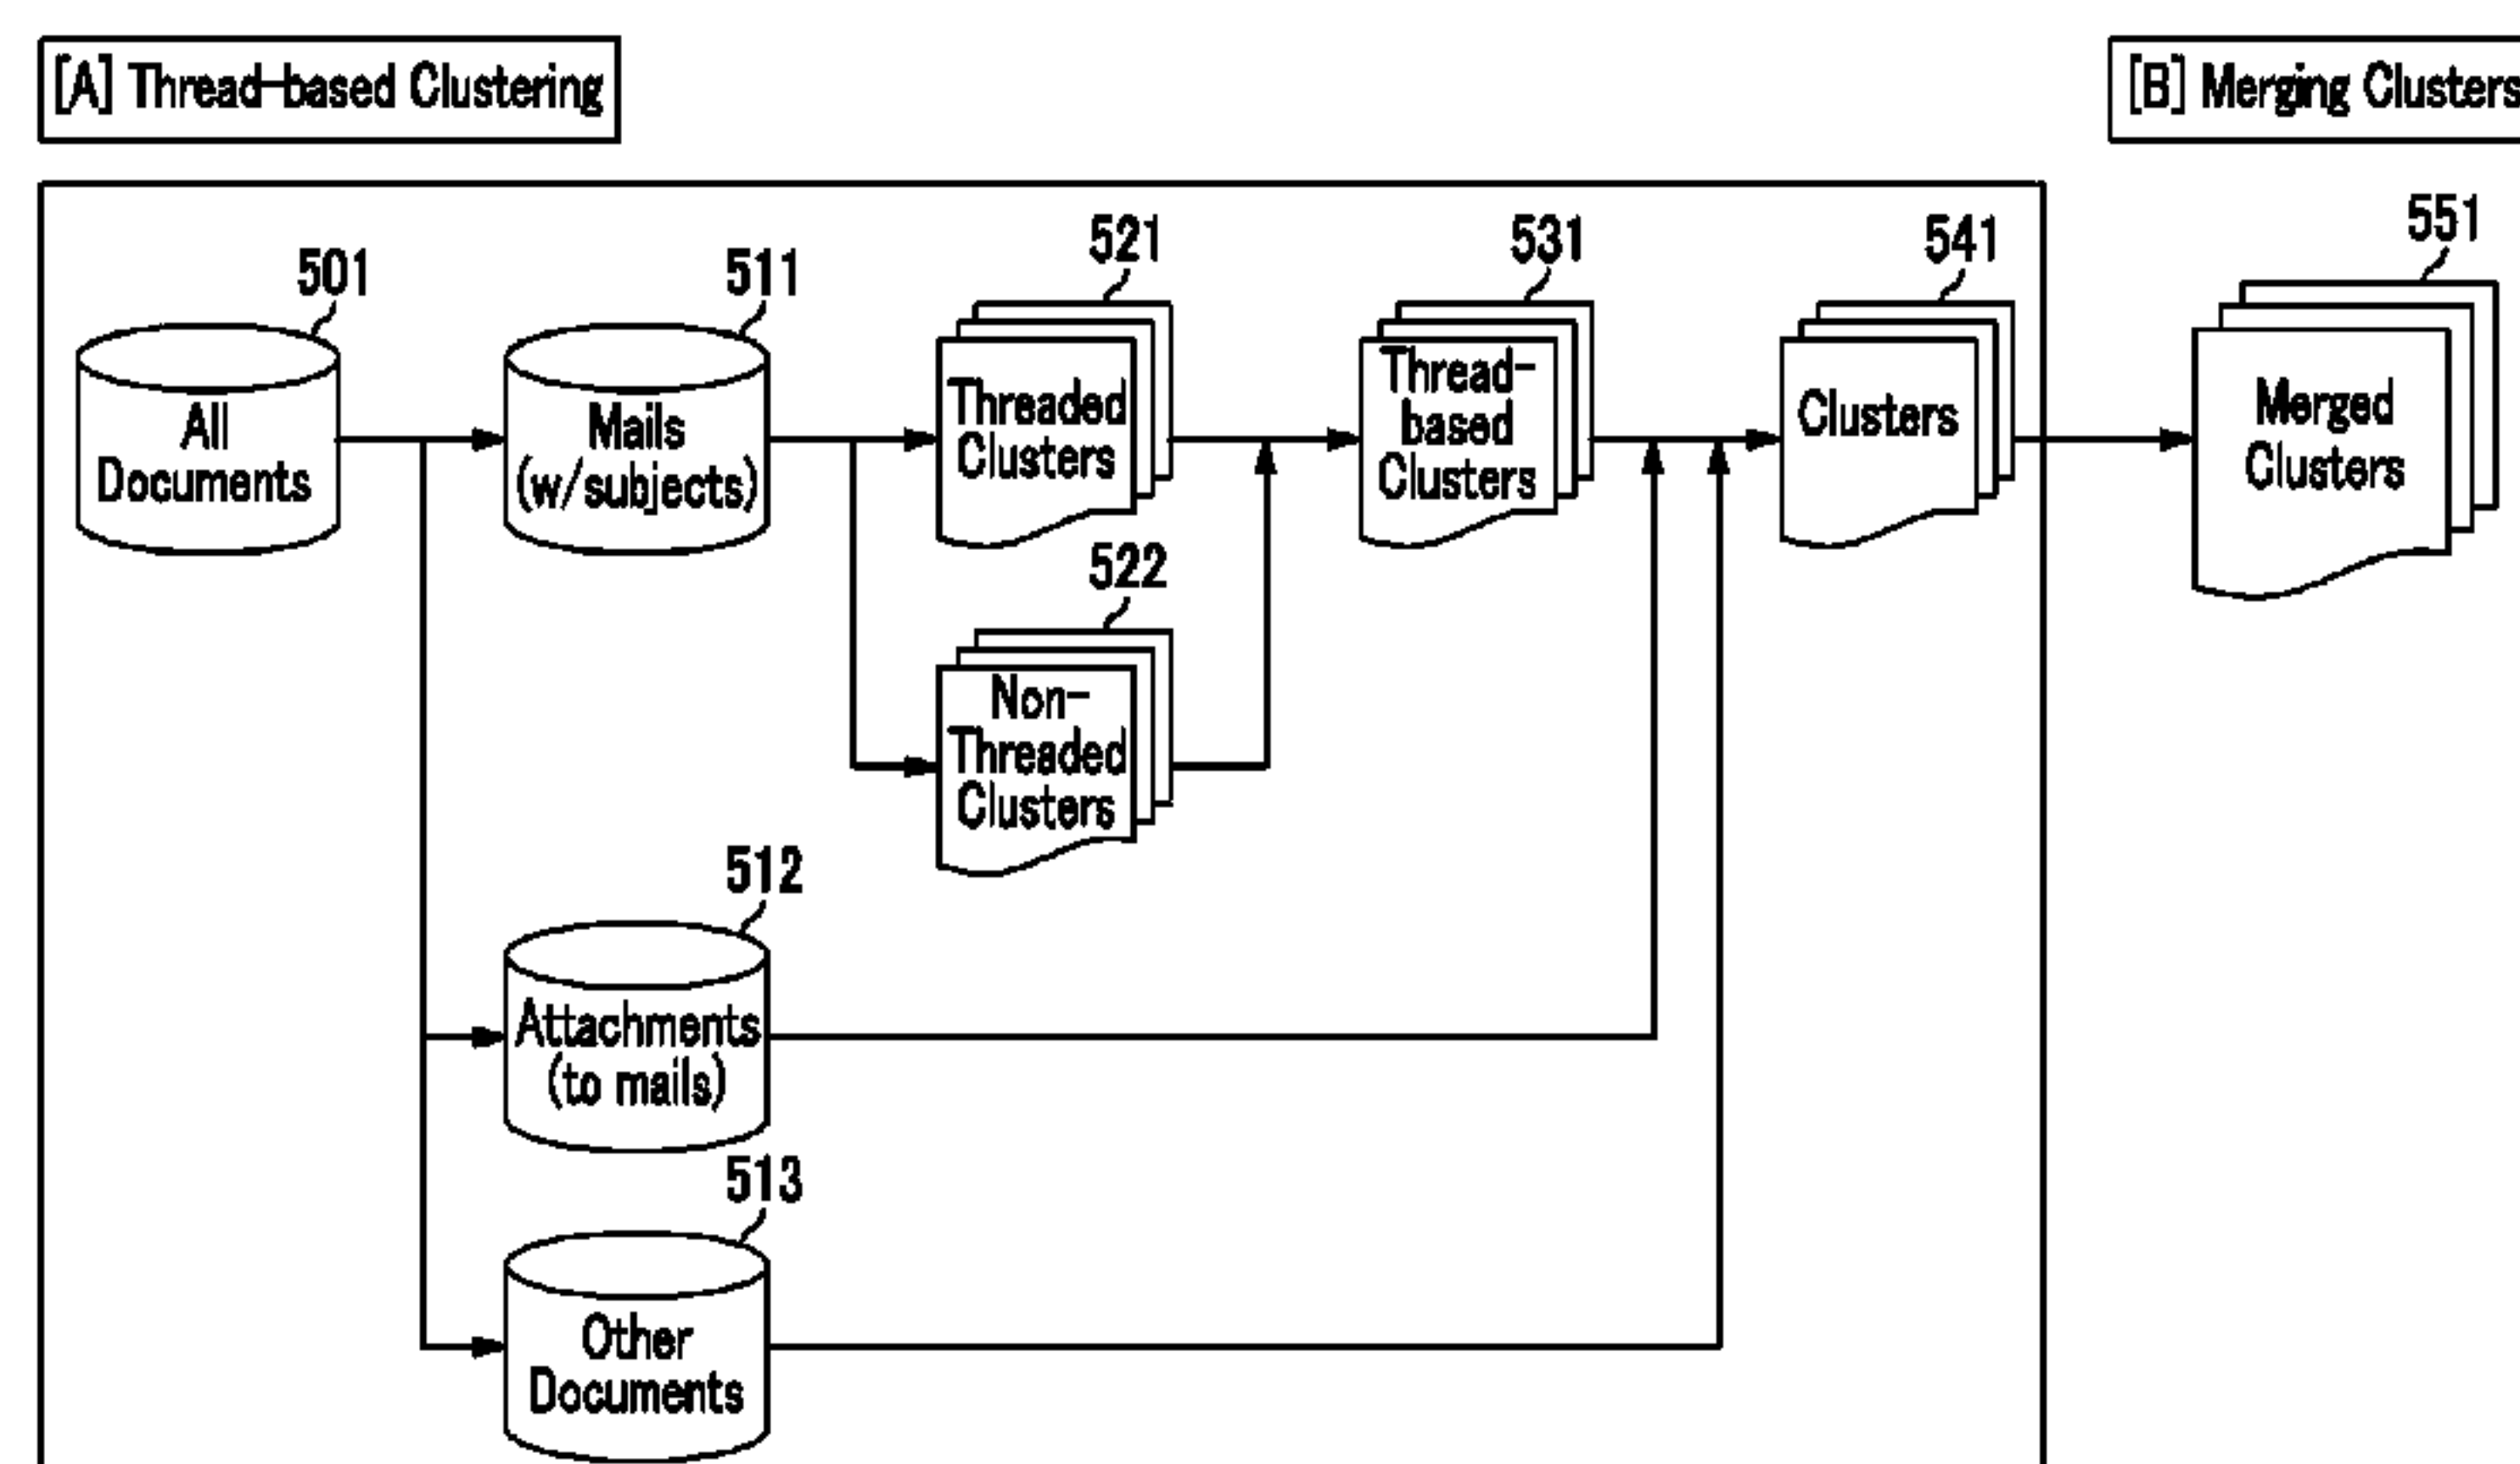 [A] Thread-based Clustering
[B] Merging Clusters
501
All
Documents
511
Mails
(w/subjects)
521
Threaded
Clusters
531
Thread-
based
Clusters
541
Clusters
551
Merged
Clusters
522
Non-
Threaded
Clusters
512
Attachments
(to mails)
513
Other
Documents